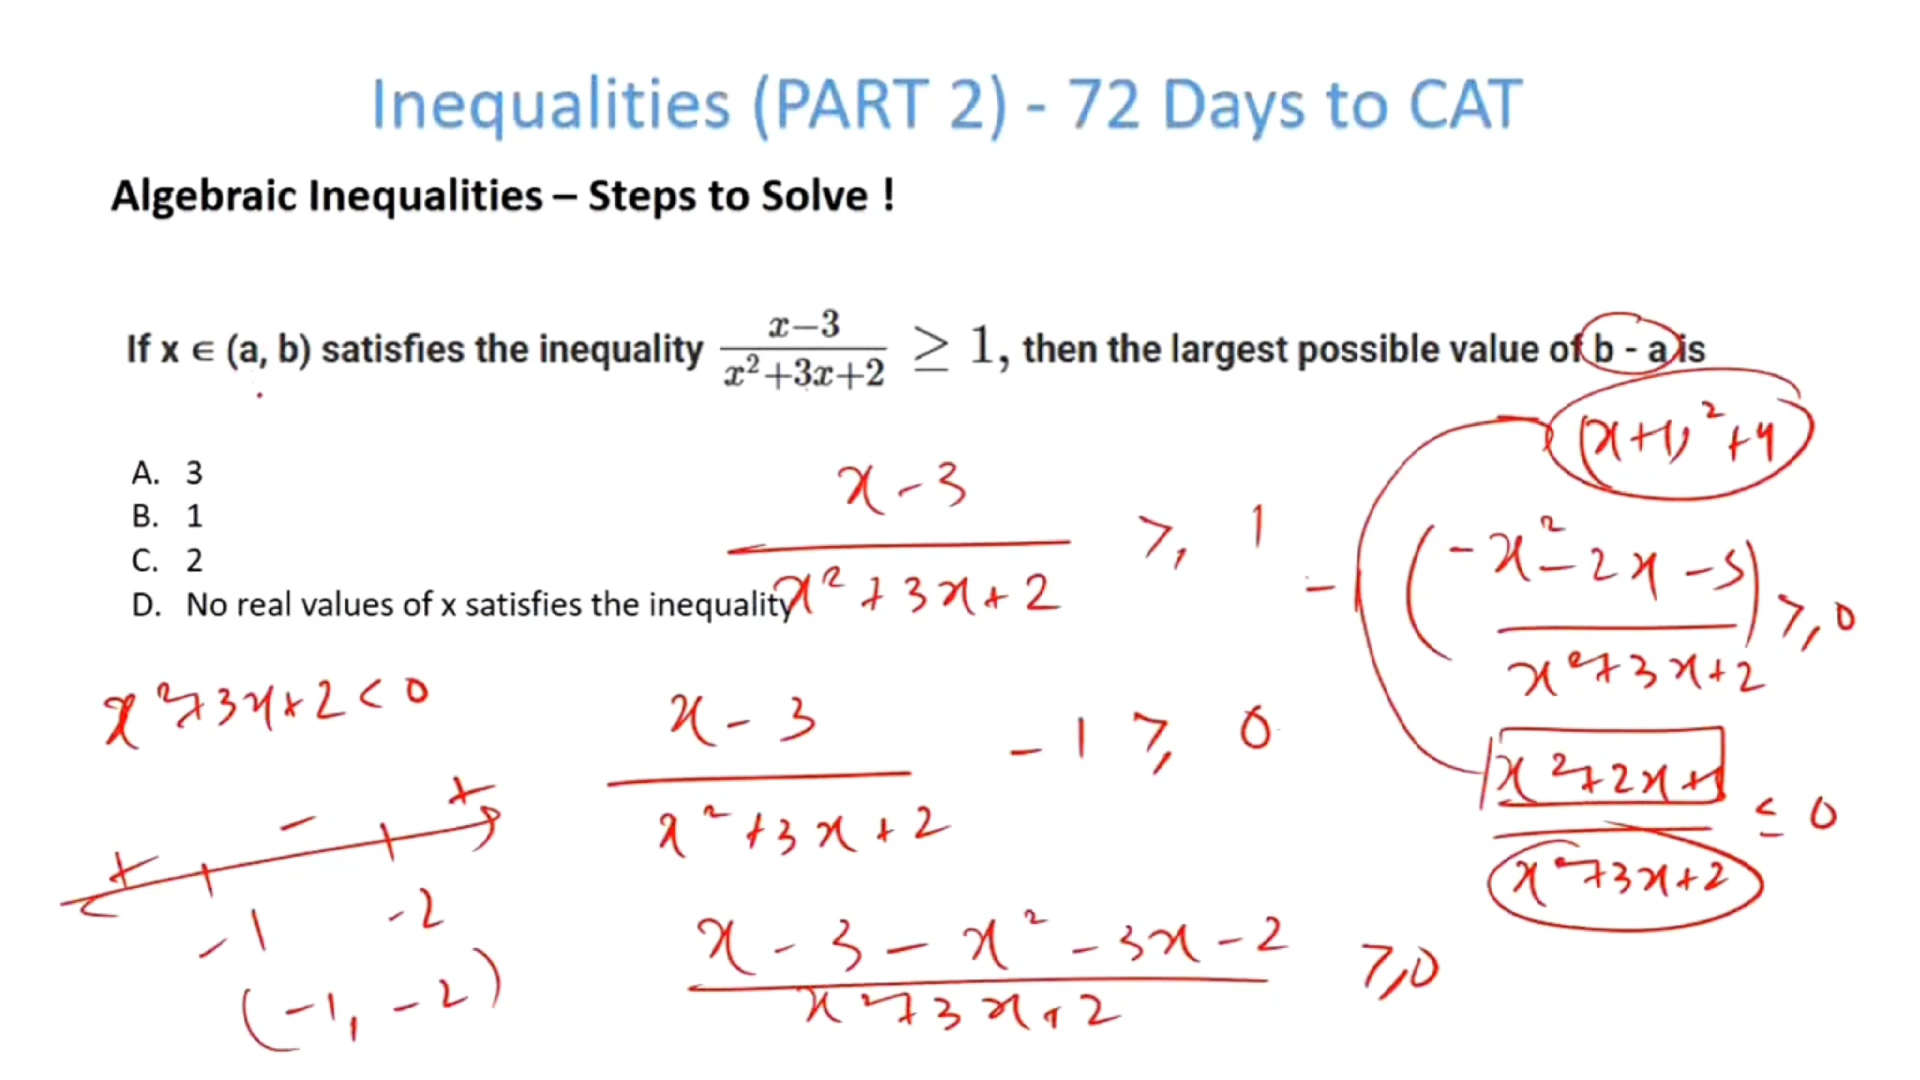 Inequalities (PART 2) - 72 Days to CAT
Algebraic Inequalities – Steps to Solve !
If x ∈ (a, b) satisfies the inequality x−3 / x²+3x+2 ≥ 1, then the largest possible value of b - a is
A. 3
B. 1
C. 2
D. No real values of x satisfies the inequality
x - 3 / x² + 3x + 2 ≥ 1
x² + 3x + 2 < 0
+ - +
-1 -2
(-1, -2)
x - 3 / x² + 3x + 2 - 1 ≥ 0
x - 3 - x² - 3x - 2 / x² + 3x + 2 ≥ 0
(x+1)² + 4
- ( -x² - 2x - 5 / x² + 3x + 2 ) ≥ 0
x² + 2x + / x² + 3x + 2 ≤ 0